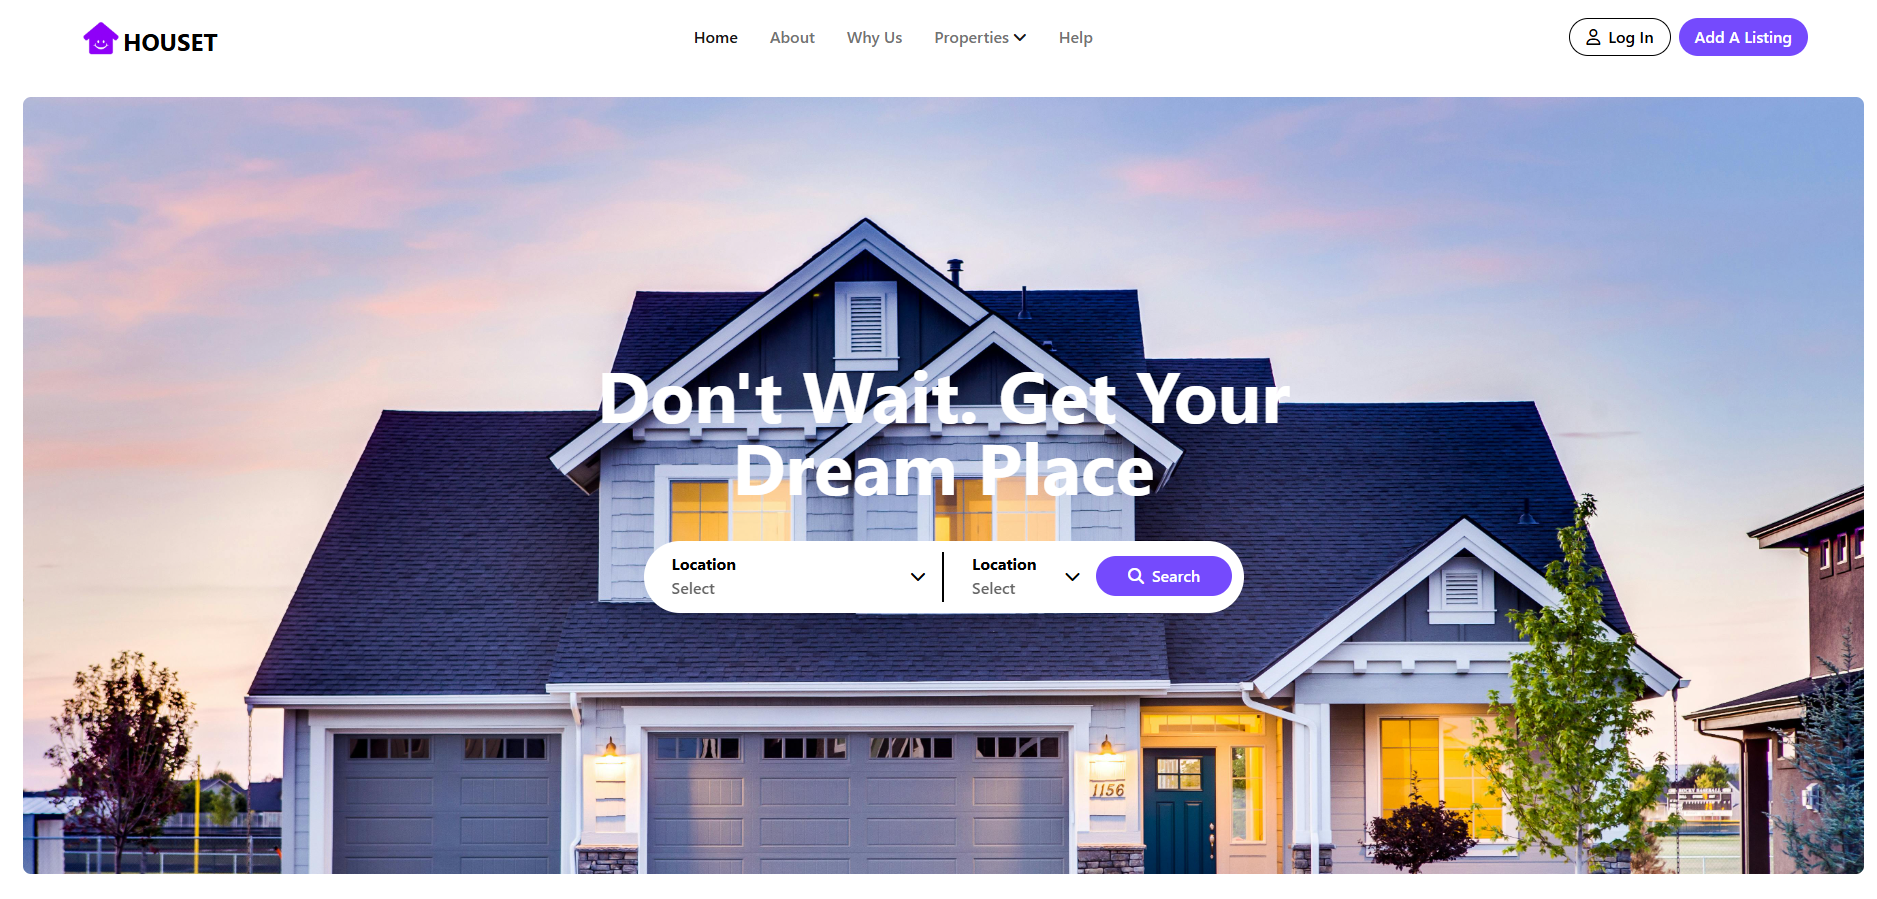 HOUSET
Home About Why Us Properties Help
Log In
Add A Listing
Don't Wait. Get Your
Dream Place
Location
Select
Location
Select
Search
1156